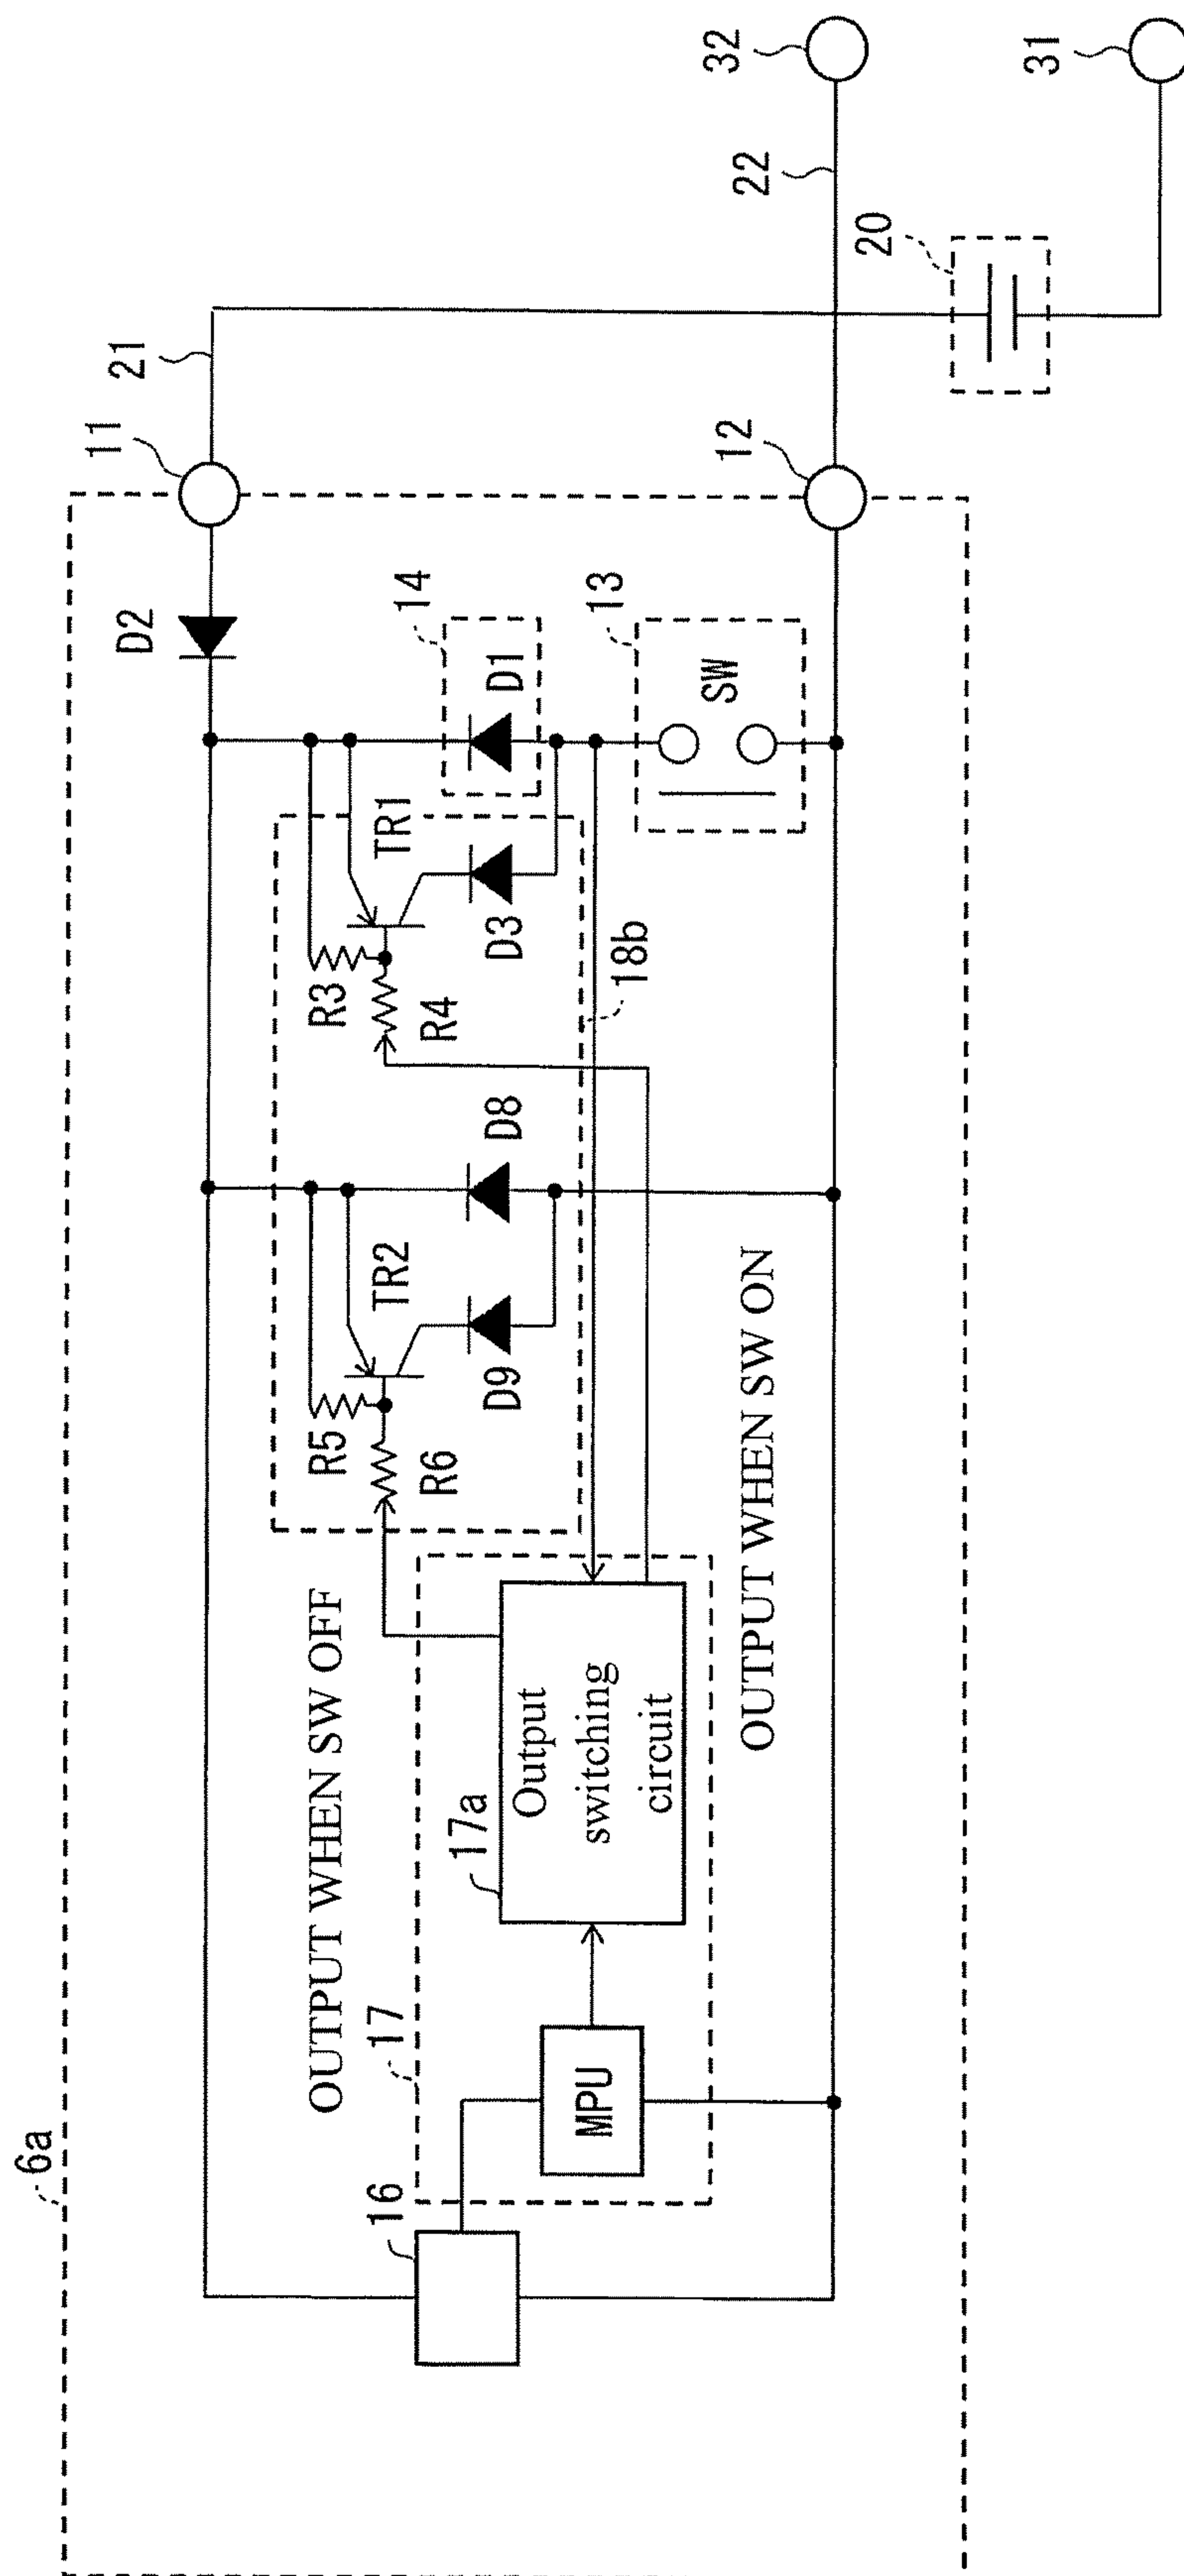 6a
16
17
MPU
17a
Output
switching
circuit
OUTPUT WHEN SW OFF
OUTPUT WHEN SW ON
R5
R6
TR2
D9
D8
R3
R4
TR1
D3
18b
14
D1
13
SW
D2
11
12
21
20
22
32
31